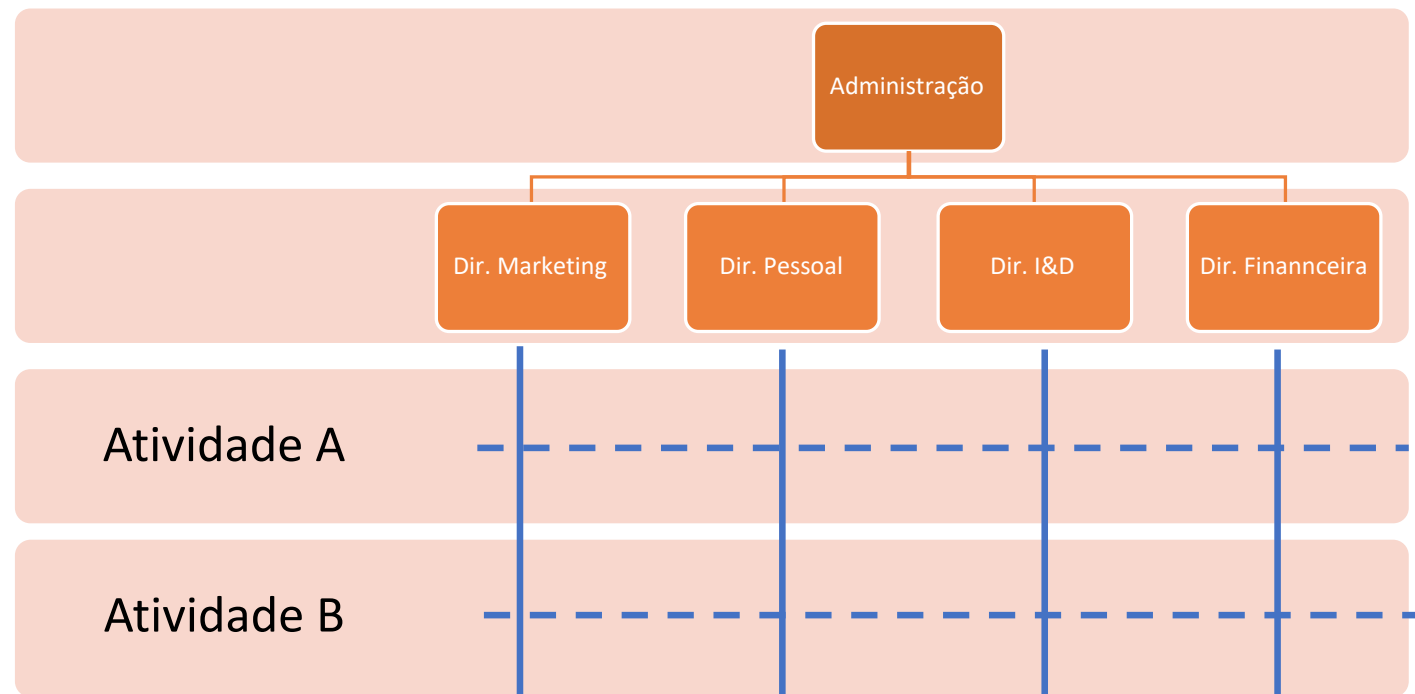 Administração
Dir. Marketing
Dir. Pessoal
Dir. I&D
Dir. Finannceira
Atividade A
Atividade B